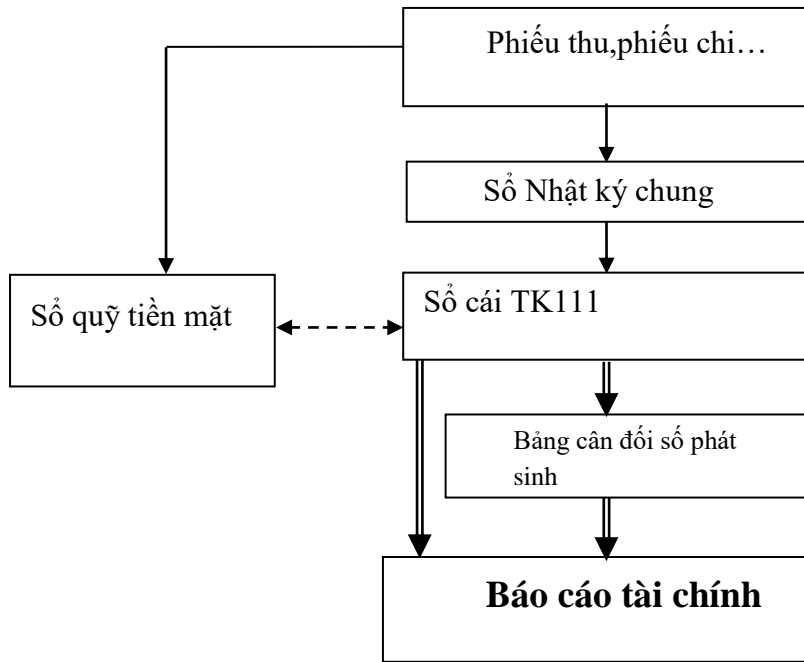 Phiếu thu,phiếu chi…
Sổ Nhật ký chung
Sổ quỹ tiền mặt
Sổ cái TK111
Bảng cân đối số phát
sinh
Báo cáo tài chính